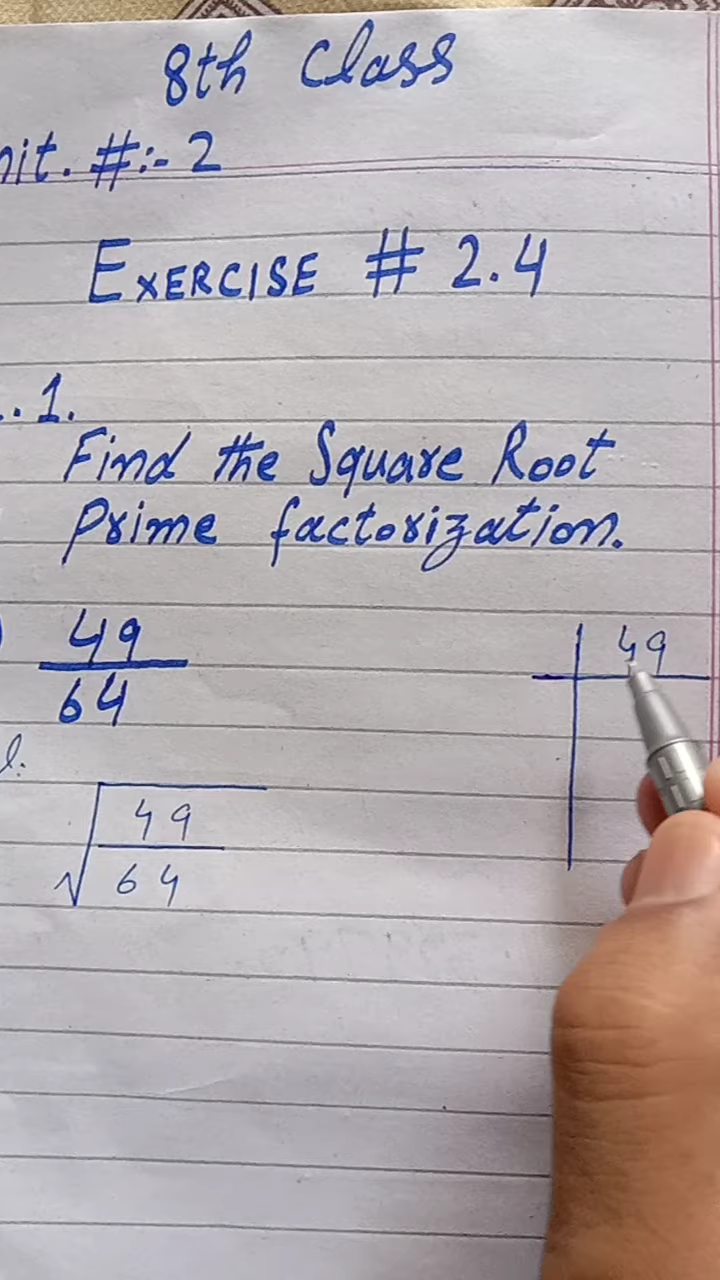 8th Class
nit. #:- 2
EXERCISE # 2.4
. 1.
Find the Square Root
Prime factorization.
) 49
64
l.
√49
64
49